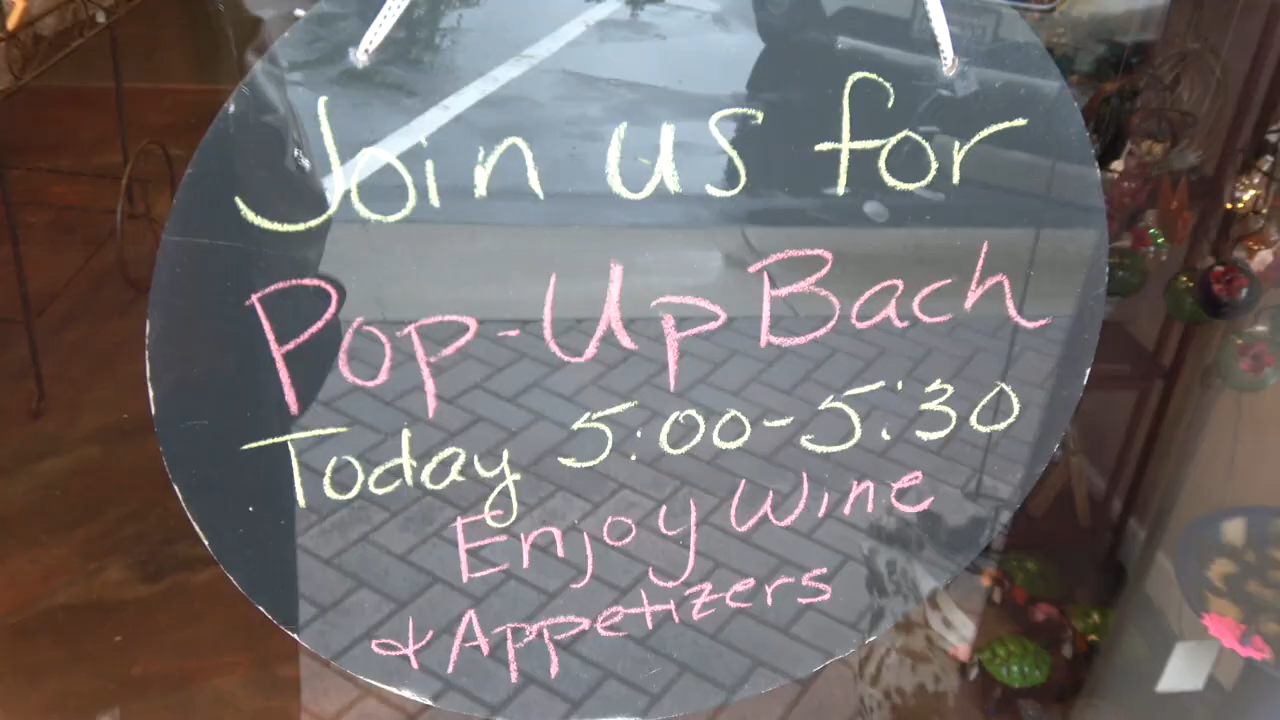 Join us for
Pop-Up Bach
Today 5:00-5:30
Enjoy Wine
& Appetizers